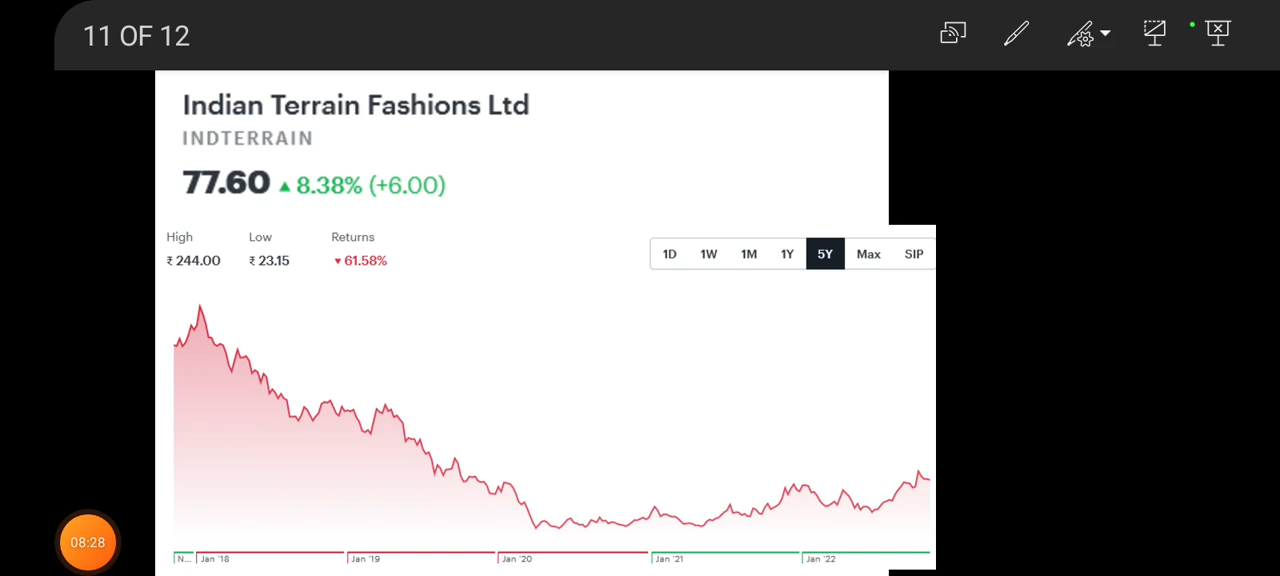 11 OF 12
Indian Terrain Fashions Ltd
INDTERRAIN
77.60 ▲ 8.38% (+6.00)
High Low Returns
₹ 244.00 ₹ 23.15 ▼ 61.58%
1D 1W 1M 1Y 5Y Max SIP
N... Jan '18 Jan '19 Jan '20 Jan '21 Jan '22
08:28